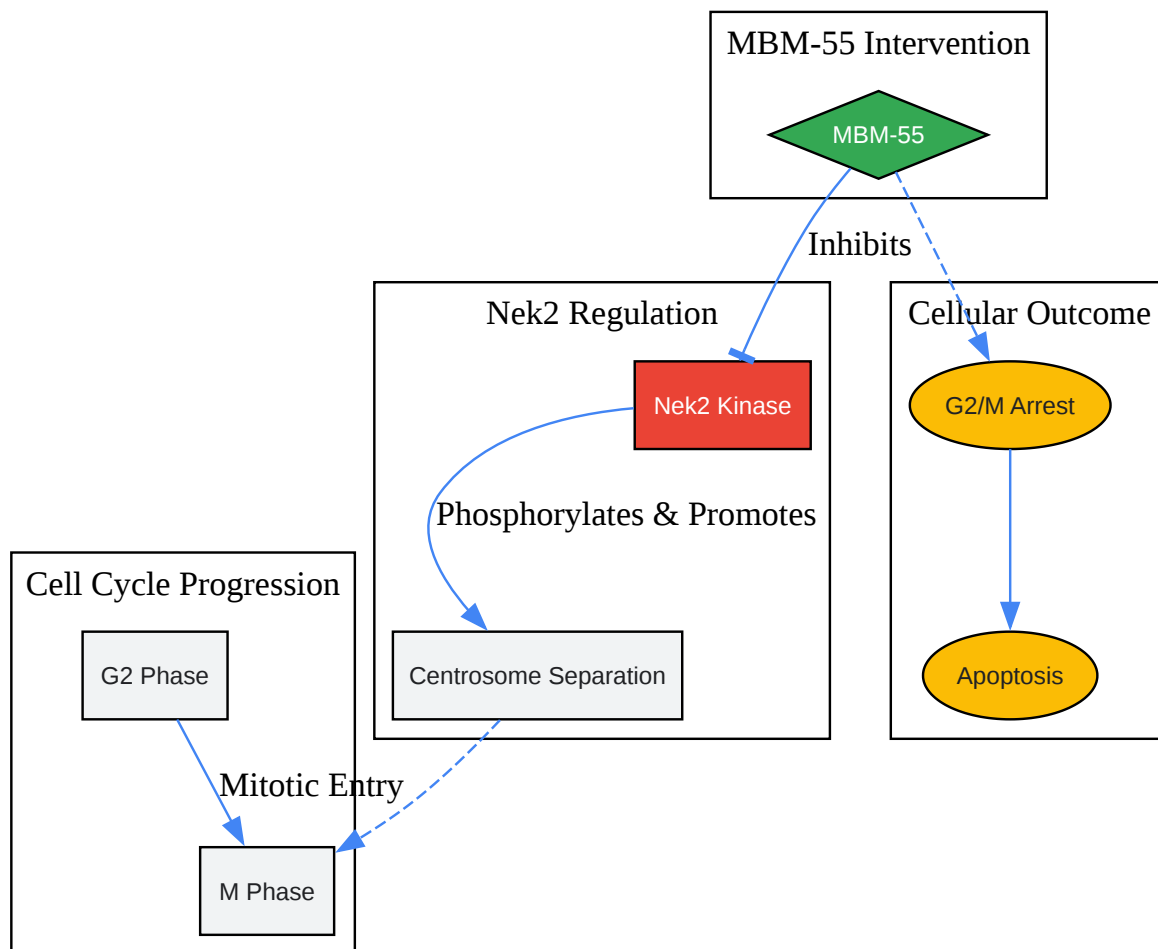 MBM-55 Intervention
MBM-55
Inhibits
Nek2 Regulation
Cellular Outcome
Nek2 Kinase
G2/M Arrest
Phosphorylates & Promotes
Cell Cycle Progression
G2 Phase
Centrosome Separation
Apoptosis
Mitotic Entry
M Phase